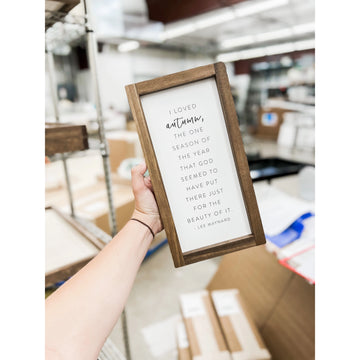 I LOVED
autumn,
THE ONE
SEASON OF
THE YEAR
THAT GOD
SEEMED TO
HAVE PUT
THERE JUST
FOR THE
BEAUTY OF IT
LEE MAYNARD